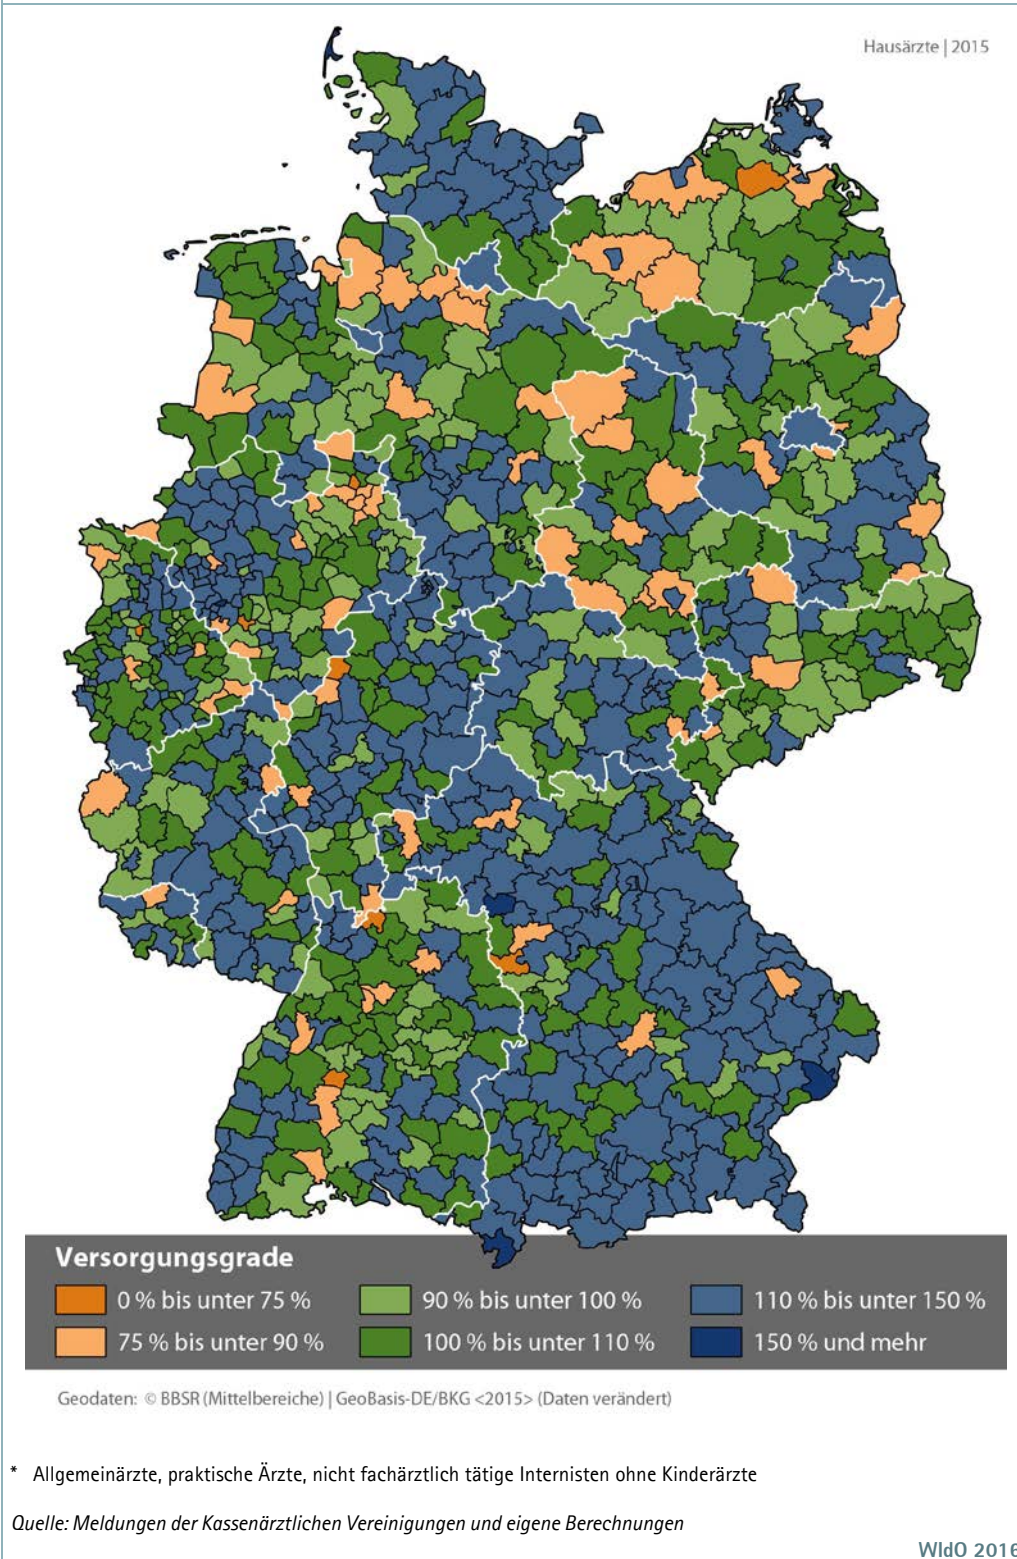 Hausärzte | 2015
Versorgungsgrade
0 % bis unter 75 %
90 % bis unter 100 %
110 % bis unter 150 %
75 % bis unter 90 %
100 % bis unter 110 %
150 % und mehr
Geodaten: © BBSR (Mittelbereiche) | GeoBasis-DE/BKG <2015> (Daten verändert)
* Allgemeinärzte, praktische Ärzte, nicht fachärztlich tätige Internisten ohne Kinderärzte
Quelle: Meldungen der Kassenärztlichen Vereinigungen und eigene Berechnungen
WIdO 2016